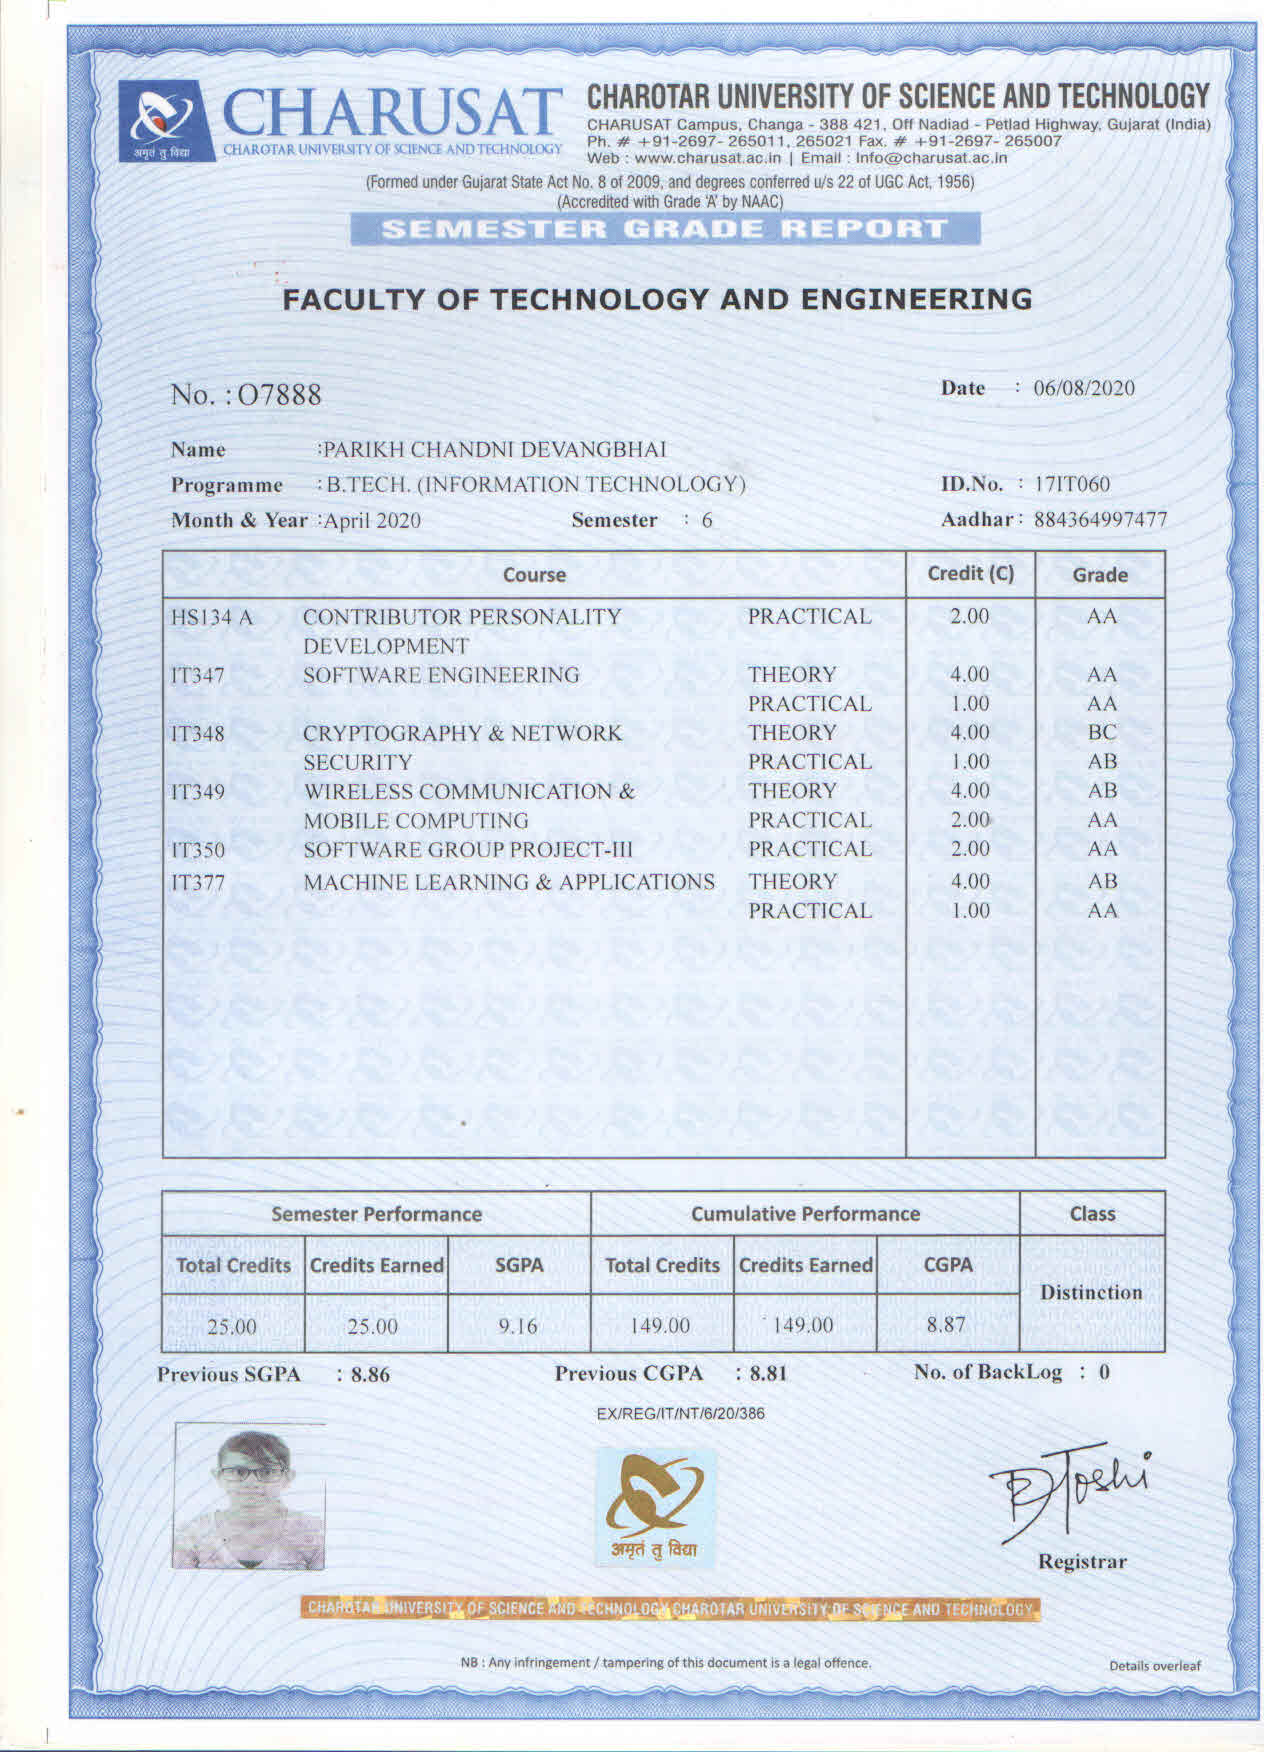 CHARUSAT
CHAROTAR UNIVERSITY OF SCIENCE AND TECHNOLOGY
अमृतं तु विद्या
CHAROTAR UNIVERSITY OF SCIENCE AND TECHNOLOGY
CHARUSAT Campus, Changa - 388 421, Off Nadiad - Petlad Highway, Gujarat (India)
Ph. # +91-2697- 265011, 265021 Fax. # +91-2697- 265007
Web : www.charusat.ac.in | Email : Info@charusat.ac.in
(Formed under Gujarat State Act No. 8 of 2009, and degrees conferred u/s 22 of UGC Act, 1956)
(Accredited with Grade 'A' by NAAC)
SEMESTER GRADE REPORT
FACULTY OF TECHNOLOGY AND ENGINEERING
No. : O7888 Date : 06/08/2020
Name :PARIKH CHANDNI DEVANGBHAI
Programme : B.TECH. (INFORMATION TECHNOLOGY) ID.No. : 17IT060
Month & Year :April 2020 Semester : 6 Aadhar : 884364997477
Course Credit (C) Grade
HS134 A CONTRIBUTOR PERSONALITY PRACTICAL 2.00 AA
DEVELOPMENT
IT347 SOFTWARE ENGINEERING THEORY 4.00 AA
PRACTICAL 1.00 AA
IT348 CRYPTOGRAPHY & NETWORK THEORY 4.00 BC
SECURITY PRACTICAL 1.00 AB
IT349 WIRELESS COMMUNICATION & THEORY 4.00 AB
MOBILE COMPUTING PRACTICAL 2.00 AA
IT350 SOFTWARE GROUP PROJECT-III PRACTICAL 2.00 AA
IT377 MACHINE LEARNING & APPLICATIONS THEORY 4.00 AB
PRACTICAL 1.00 AA
Semester Performance Cumulative Performance Class
Total Credits Credits Earned SGPA Total Credits Credits Earned CGPA
Distinction
25.00 25.00 9.16 149.00 149.00 8.87
Previous SGPA : 8.86 Previous CGPA : 8.81 No. of BackLog : 0
EX/REG/IT/NT/6/20/386
अमृतं तु विद्या
Joshi
Registrar
CHAROTAR UNIVERSITY OF SCIENCE AND TECHNOLOGY CHAROTAR UNIVERSITY OF SCIENCE AND TECHNOLOGY
NB : Any infringement / tampering of this document is a legal offence.
Details overleaf